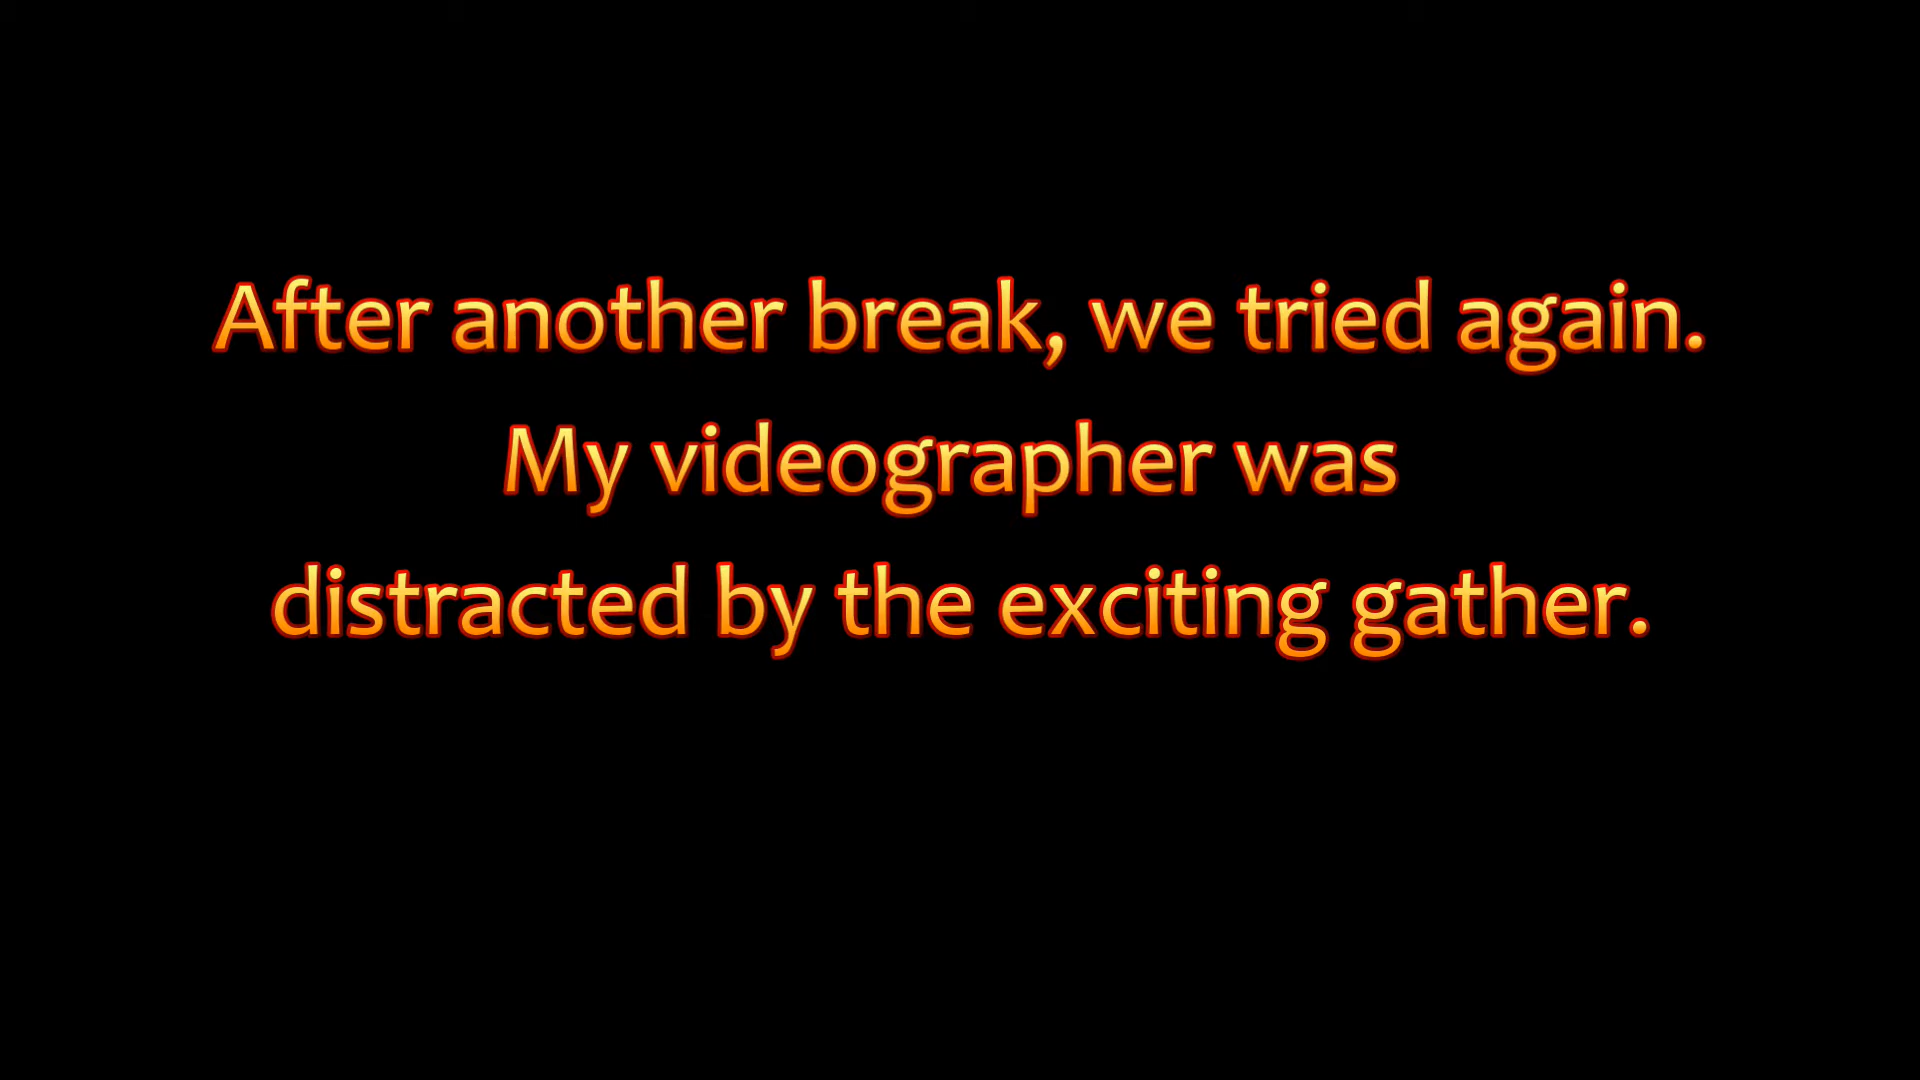 After another break, we tried again.
My videographer was
distracted by the exciting gather.